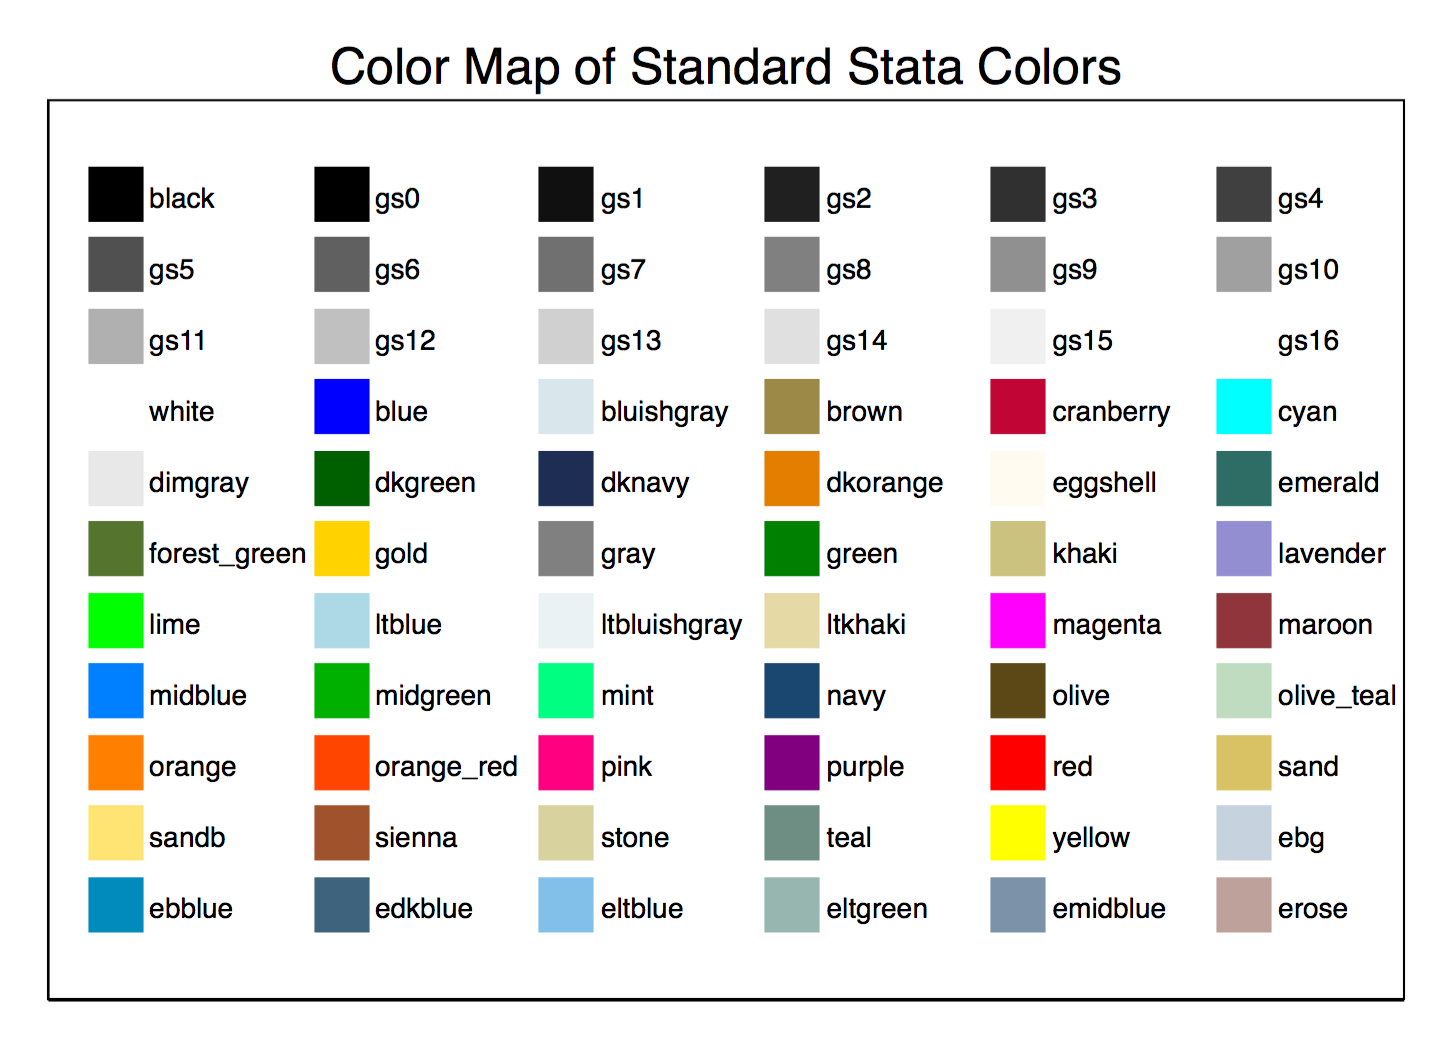 Color Map of Standard Stata Colors
black gs0 gs1 gs2 gs3 gs4
gs5 gs6 gs7 gs8 gs9 gs10
gs11 gs12 gs13 gs14 gs15 gs16
white blue bluishgray brown cranberry cyan
dimgray dkgreen dknavy dkorange eggshell emerald
forest_green gold gray green khaki lavender
lime ltblue ltbluishgray ltkhaki magenta maroon
midblue midgreen mint navy olive olive_teal
orange orange_red pink purple red sand
sandb sienna stone teal yellow ebg
ebblue edkblue eltblue eltgreen emidblue erose